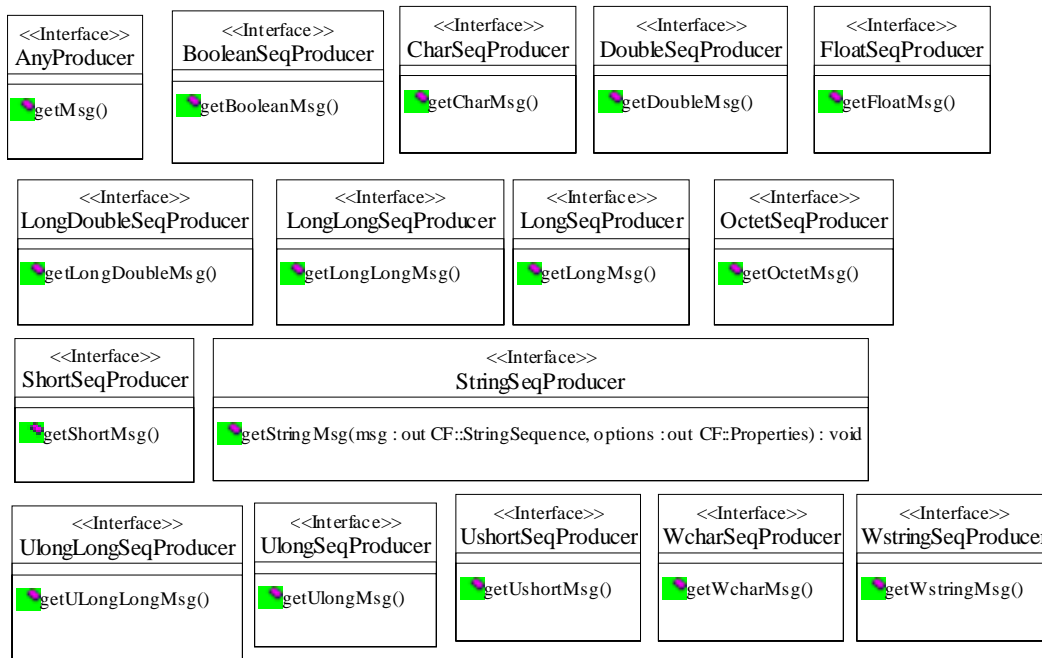 <<Interface>>
AnyProducer
getMsg()
<<Interface>>
BooleanSeqProducer
getBooleanMsg()
<<Interface>>
CharSeqProducer
getCharMsg()
<<Interface>>
DoubleSeqProducer
getDoubleMsg()
<<Interface>>
FloatSeqProducer
getFloatMsg()
<<Interface>>
LongDoubleSeqProducer
getLongDoubleMsg()
<<Interface>>
LongLongSeqProducer
getLongLongMsg()
<<Interface>>
LongSeqProducer
getLongMsg()
<<Interface>>
OctetSeqProducer
getOctetMsg()
<<Interface>>
ShortSeqProducer
getShortMsg()
<<Interface>>
StringSeqProducer
getStringMsg(msg : out CF::StringSequence, options : out CF::Properties) : void
<<Interface>>
UlongLongSeqProducer
getULongLongMsg()
<<Interface>>
UlongSeqProducer
getUlongMsg()
<<Interface>>
UshortSeqProducer
getUshortMsg()
<<Interface>>
WcharSeqProducer
getWcharMsg()
<<Interface>>
WstringSeqProducer
getWstringMsg()